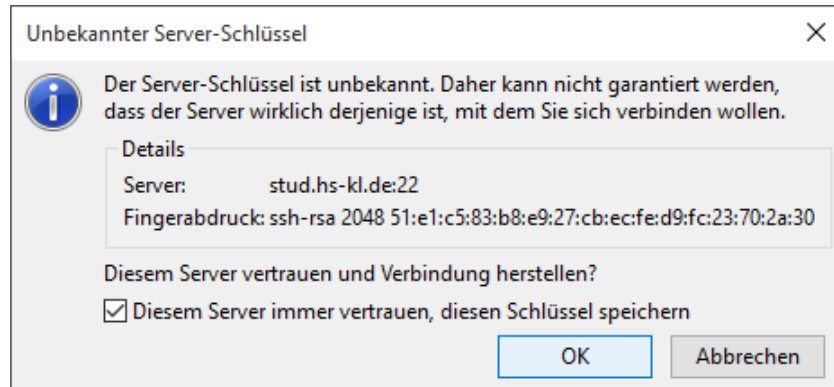 Unbekannter Server-Schlüssel
Der Server-Schlüssel ist unbekannt. Daher kann nicht garantiert werden,
dass der Server wirklich derjenige ist, mit dem Sie sich verbinden wollen.
Details
Server: stud.hs-kl.de:22
Fingerabdruck: ssh-rsa 2048 51:e1:c5:83:b8:e9:27:cb:ec:fe:d9:fc:23:70:2a:30
Diesem Server vertrauen und Verbindung herstellen?
Diesem Server immer vertrauen, diesen Schlüssel speichern
OK Abbrechen